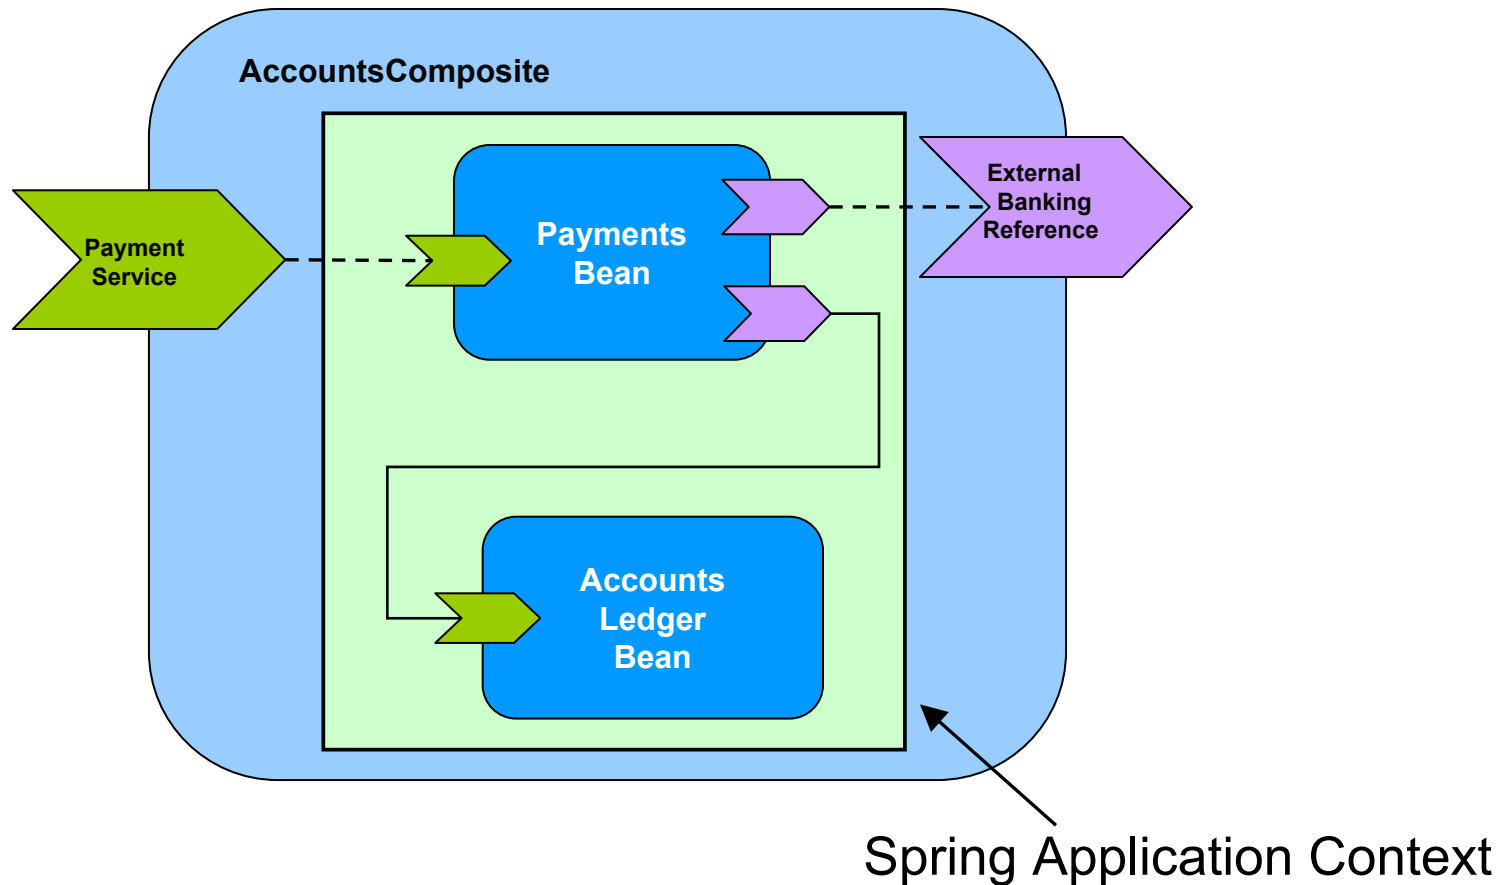 AccountsComposite
Payment
Service
Payments
Bean
External
Banking
Reference
Accounts
Ledger
Bean
Spring Application Context